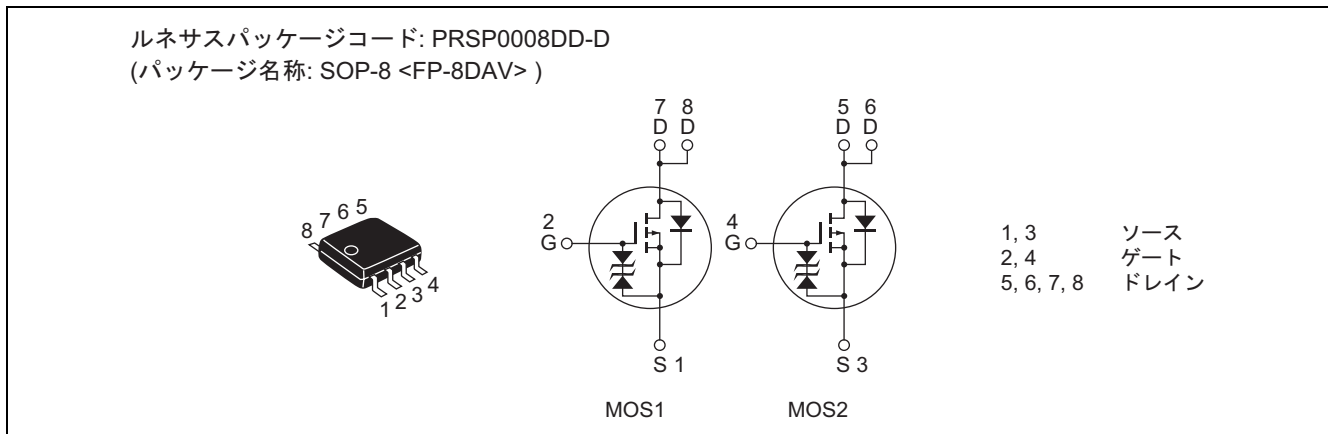 ルネサスパッケージコード: PRSP0008DD-D
(パッケージ名称: SOP-8 <FP-8DAV> )
8 7 6 5
1 2 3 4
7 8
D D
2
G
S 1
MOS1
5 6
D D
4
G
S 3
MOS2
1, 3 ソース
2, 4 ゲート
5, 6, 7, 8 ドレイン